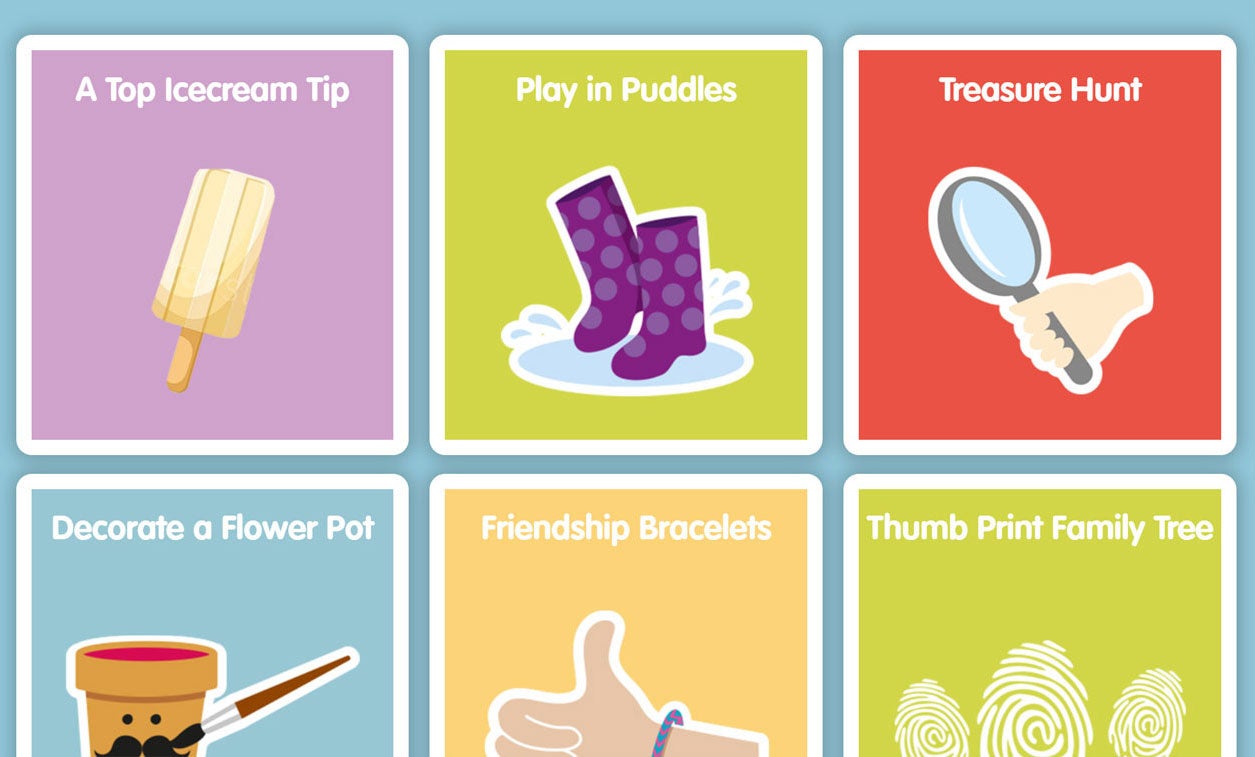 A Top Icecream Tip
Play in Puddles
Treasure Hunt
Decorate a Flower Pot
Friendship Bracelets
Thumb Print Family Tree